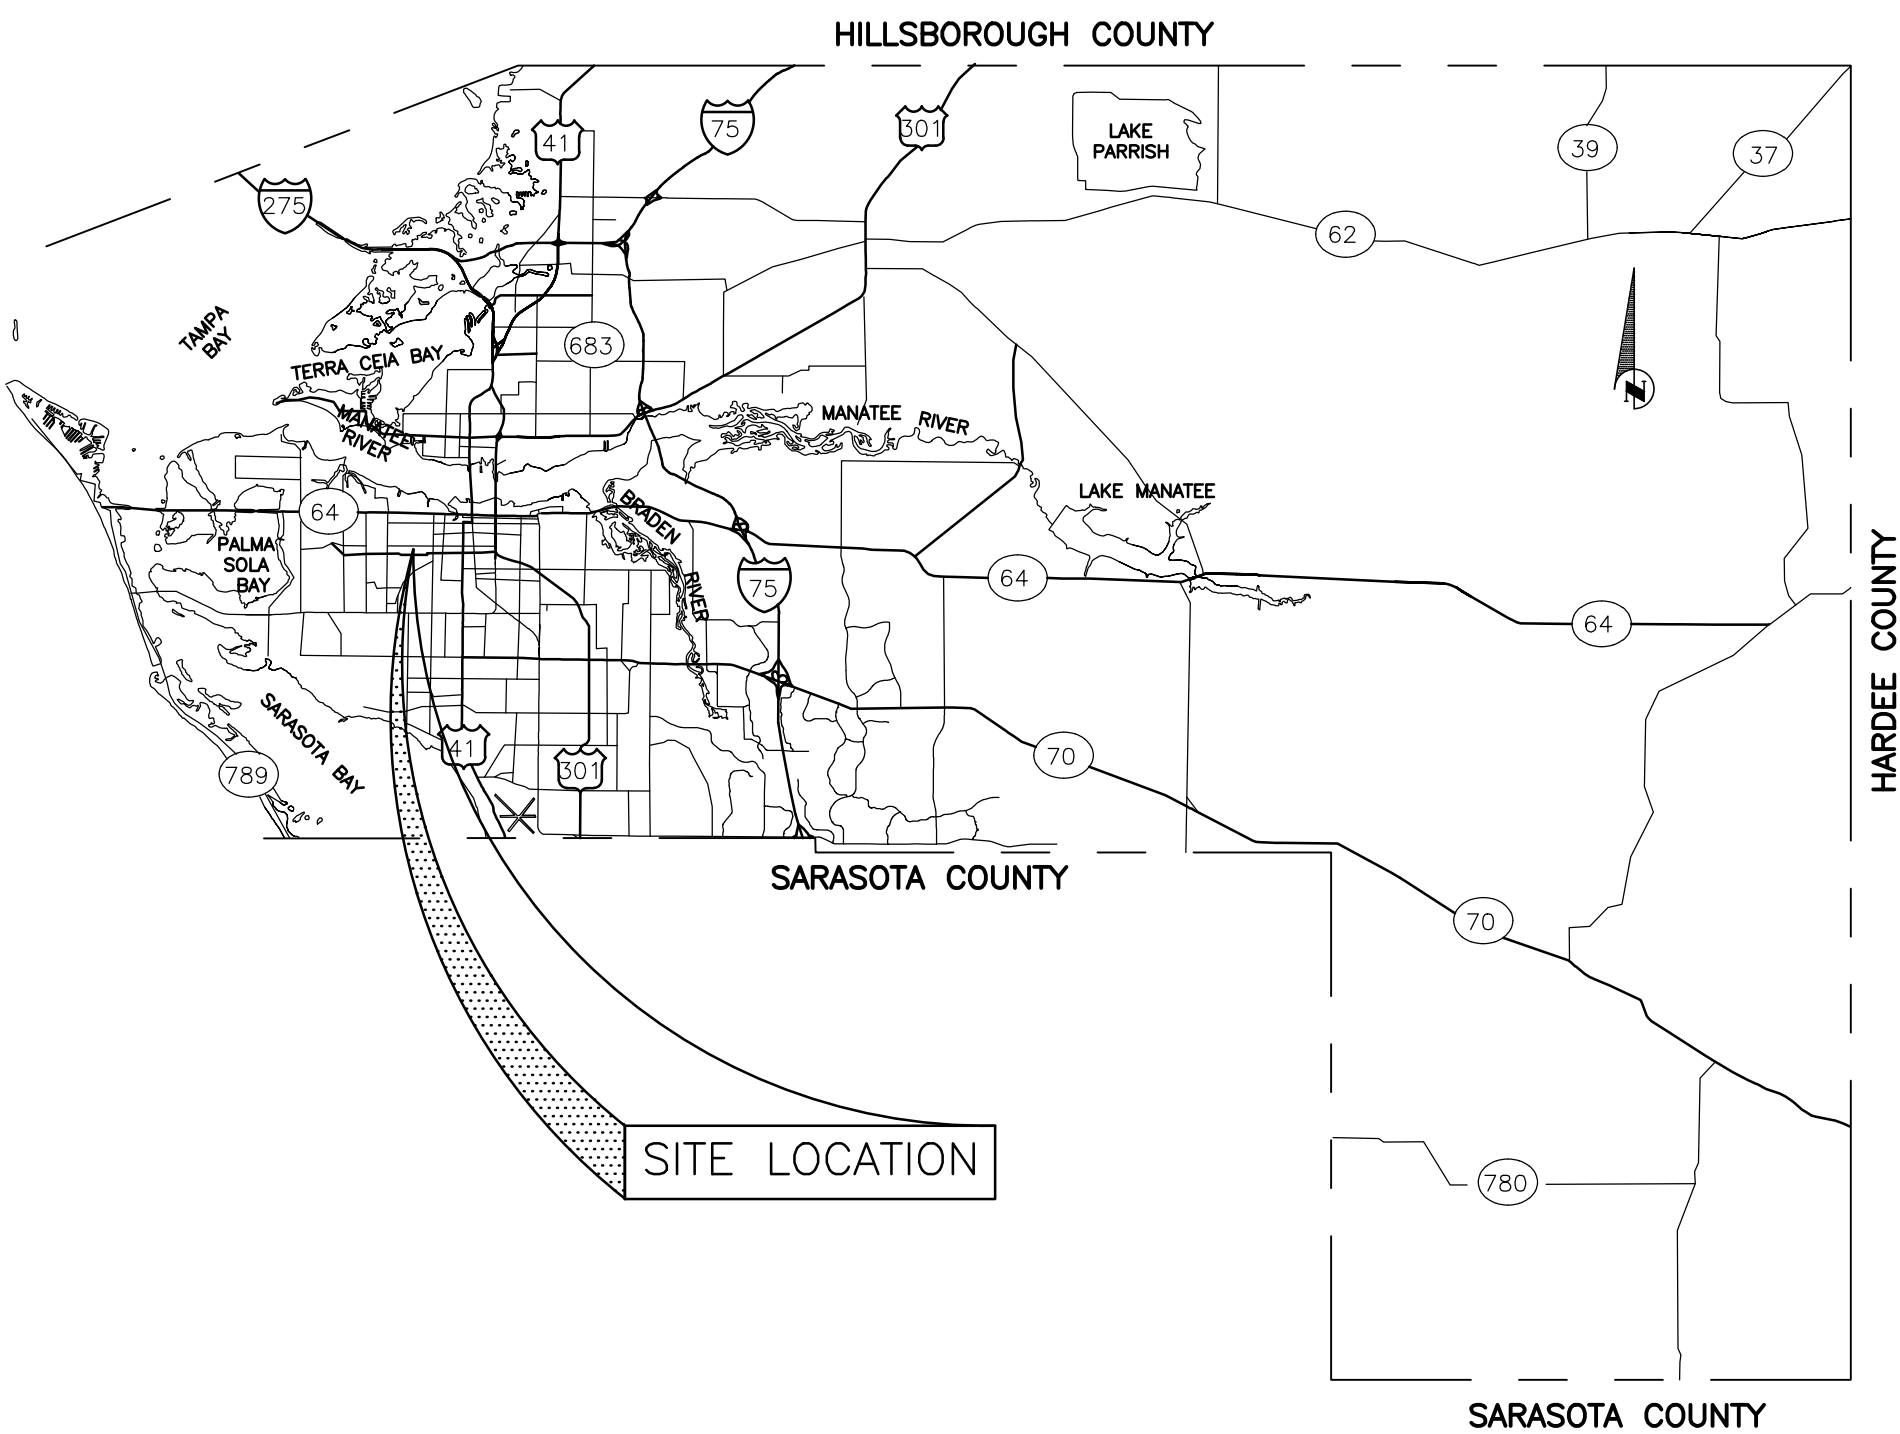 HILLSBOROUGH COUNTY
41
75
301
LAKE
PARRISH
39
37
275
62
TAMPA
BAY
683
TERRA CEIA BAY
MANATEE
RIVER
MANATEE RIVER
64
BRADEN
RIVER
LAKE MANATEE
PALMA
SOLA
BAY
75
64
64
N
HARDEE COUNTY
SARASOTA BAY
789
41
301
70
SARASOTA COUNTY
70
SITE LOCATION
780
SARASOTA COUNTY